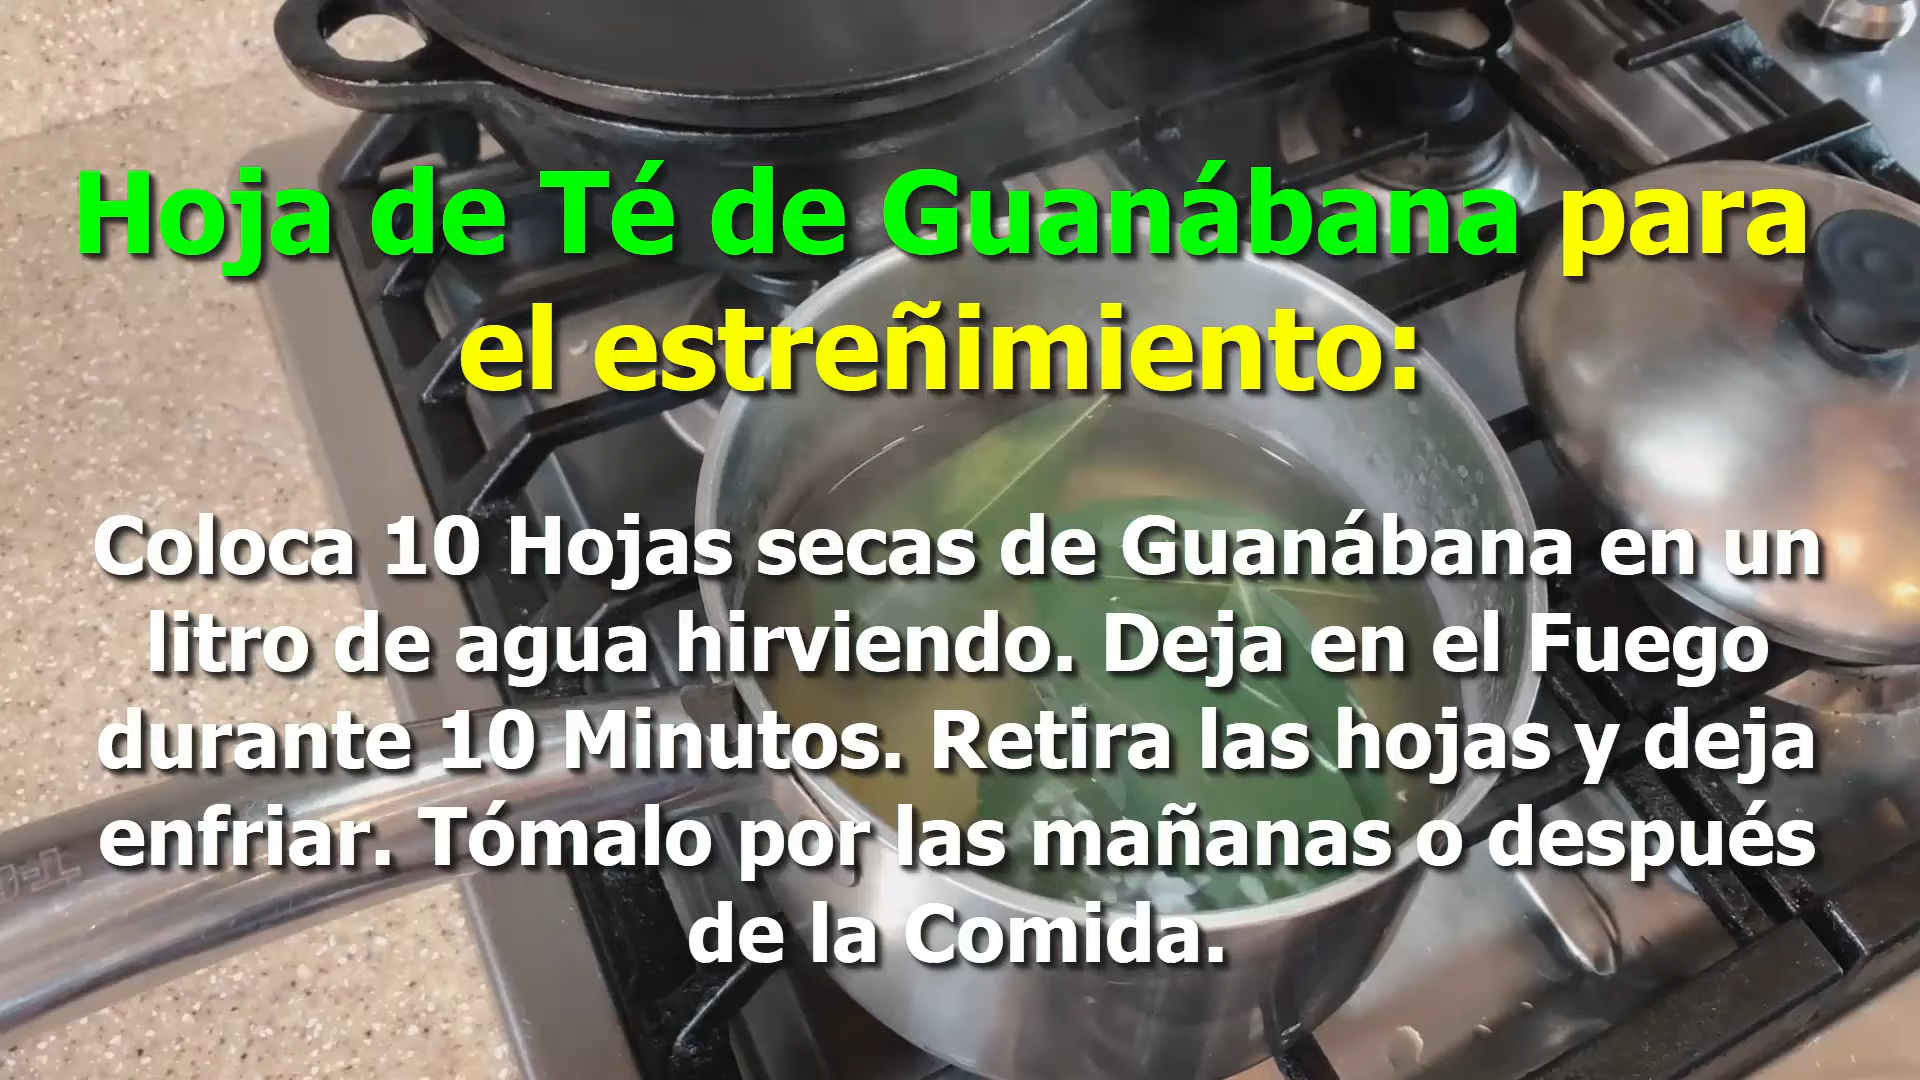 Hoja de Té de Guanábana para
el estreñimiento:
Coloca 10 Hojas secas de Guanábana en un
litro de agua hirviendo. Deja en el Fuego
durante 10 Minutos. Retira las hojas y deja
enfriar. Tómalo por las mañanas o después
de la Comida.